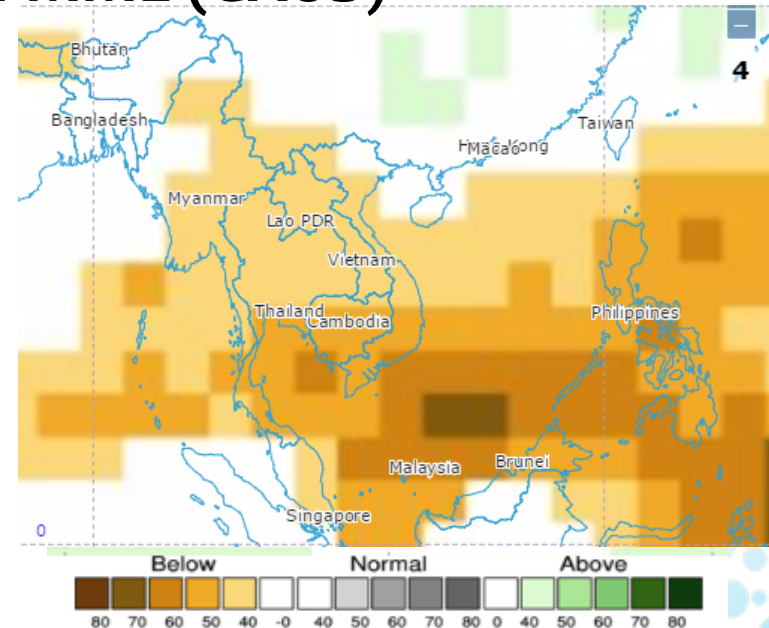 (GAUS)
4
Bhutan
Bangladesh
Taiwan
Macao
Myanmar
Lao PDR
Vietnam
Thailand
Cambodia
Philippines
Malaysia
Brunei
Singapore
0
Below Normal Above
80 70 60 50 40 -0 40 50 60 70 80 0 40 50 60 70 80